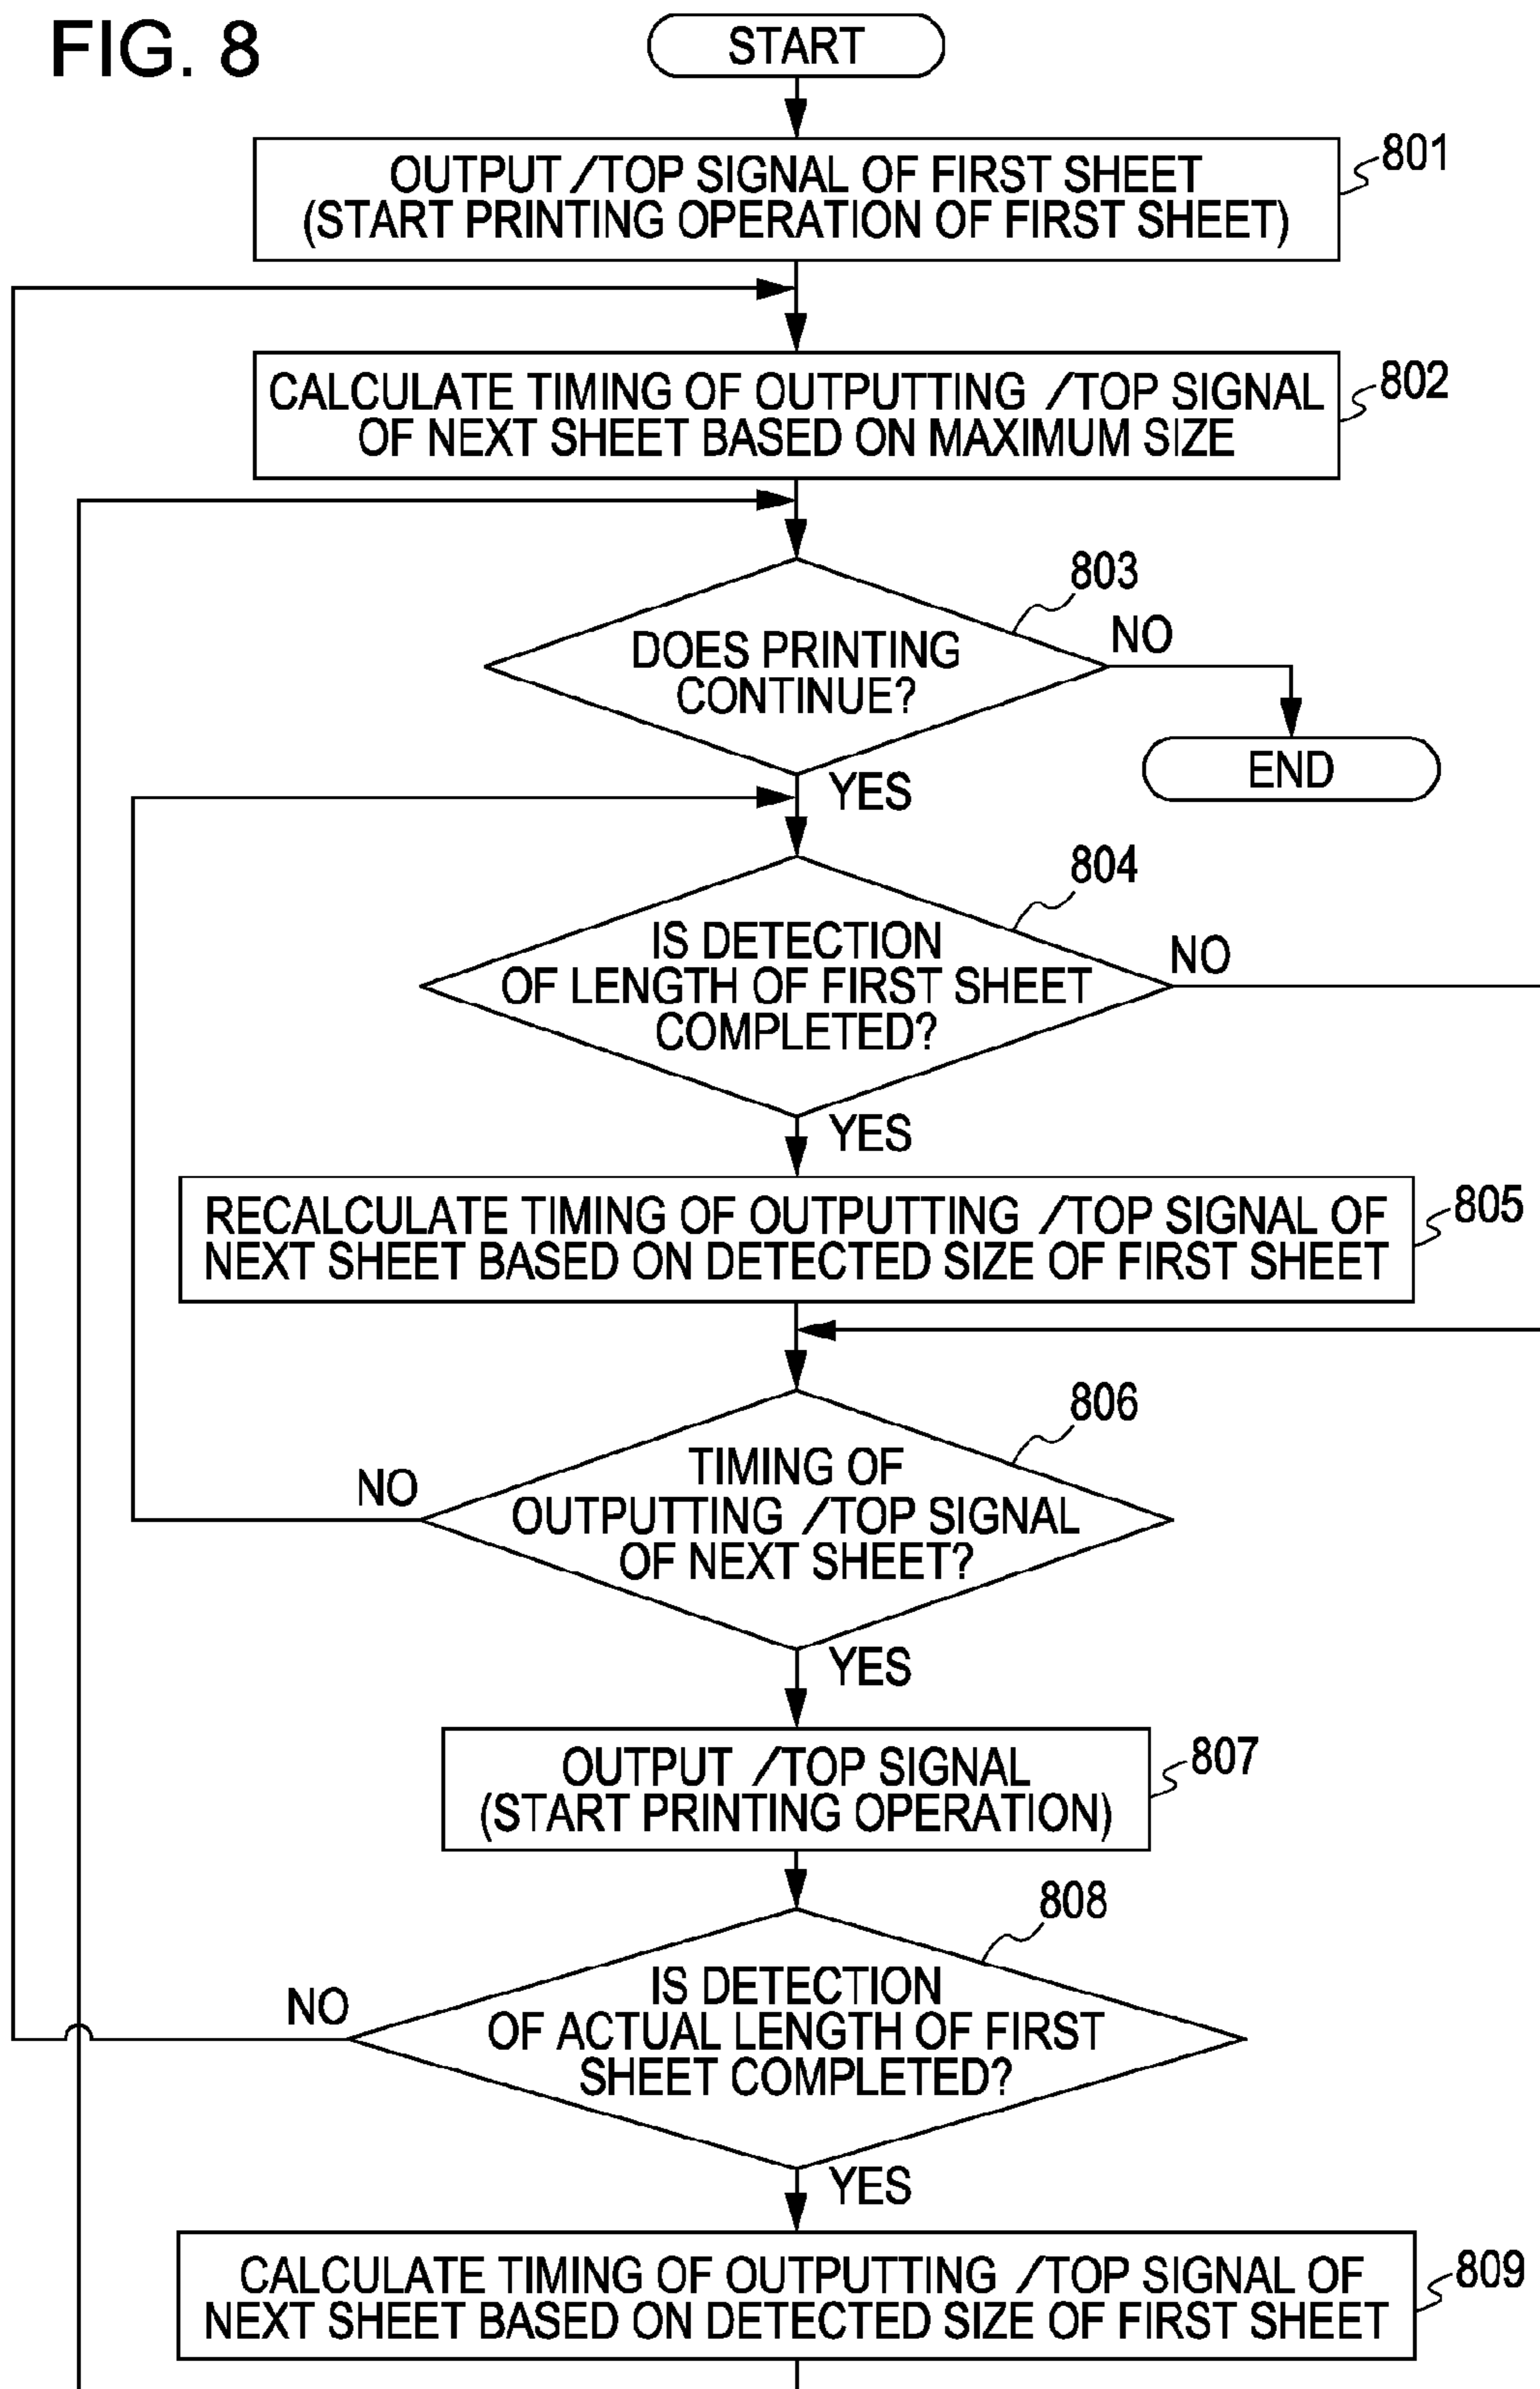 FIG. 8
START
801
OUTPUT /TOP SIGNAL OF FIRST SHEET
(START PRINTING OPERATION OF FIRST SHEET)
802
CALCULATE TIMING OF OUTPUTTING /TOP SIGNAL
OF NEXT SHEET BASED ON MAXIMUM SIZE
803
DOES PRINTING
CONTINUE?
NO
END
YES
804
IS DETECTION
OF LENGTH OF FIRST SHEET
COMPLETED?
NO
YES
805
RECALCULATE TIMING OF OUTPUTTING /TOP SIGNAL OF
NEXT SHEET BASED ON DETECTED SIZE OF FIRST SHEET
806
TIMING OF
OUTPUTTING /TOP SIGNAL
OF NEXT SHEET?
NO
YES
807
OUTPUT /TOP SIGNAL
(START PRINTING OPERATION)
808
IS DETECTION
OF ACTUAL LENGTH OF FIRST
SHEET COMPLETED?
NO
YES
809
CALCULATE TIMING OF OUTPUTTING /TOP SIGNAL OF
NEXT SHEET BASED ON DETECTED SIZE OF FIRST SHEET